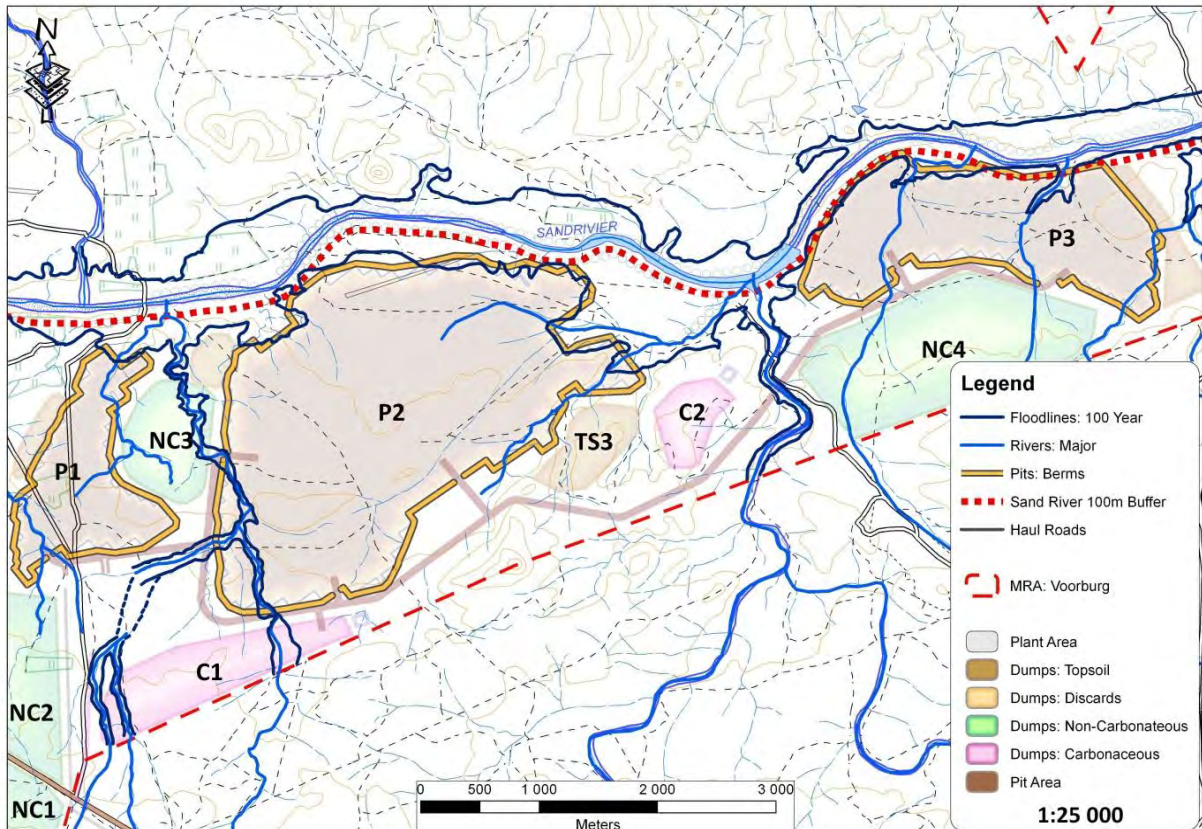 N
SANDRIVIER
P3
NC4
P2
C2
TS3
NC3
P1
C1
NC2
NC1
Legend
Floodlines: 100 Year
Rivers: Major
Pits: Berms
Sand River 100m Buffer
Haul Roads
MRA: Voorburg
Plant Area
Dumps: Topsoil
Dumps: Discards
Dumps: Non-Carbonateous
Dumps: Carbonaceous
Pit Area
1:25 000
0 500 1 000 2 000 3 000
Meters